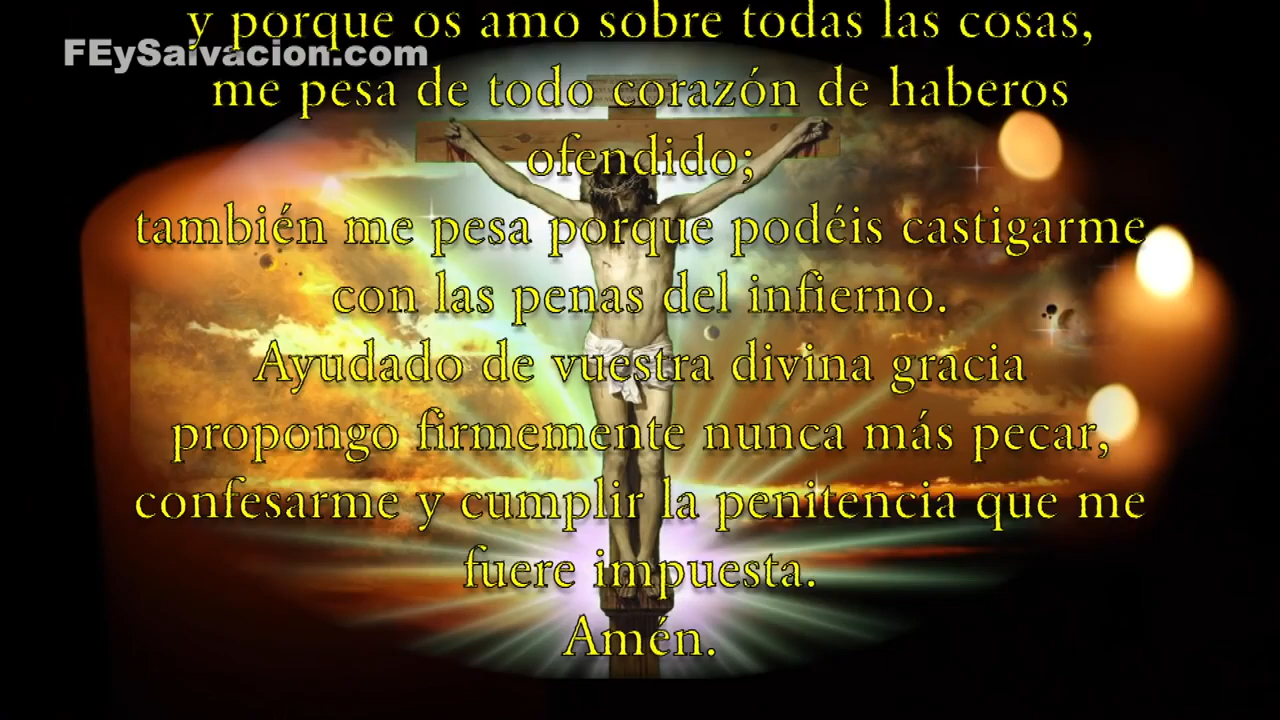 y porque os amo sobre todas las cosas,
FEySalvacion.com
me pesa de todo corazón de haberos
ofendido;
también me pesa porque podéis castigarme
con las penas del infierno.
Ayudado de vuestra divina gracia
propongo firmemente nunca más pecar,
confesarme y cumplir la penitencia que me
fuere impuesta.
Amén.